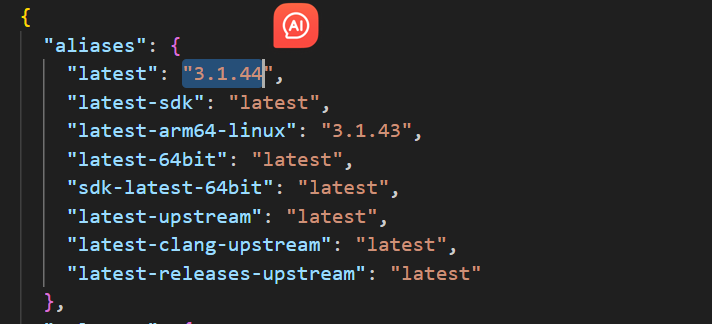 AI
{
"aliases": {
"latest": "3.1.44",
"latest-sdk": "latest",
"latest-arm64-linux": "3.1.43",
"latest-64bit": "latest",
"sdk-latest-64bit": "latest",
"latest-upstream": "latest",
"latest-clang-upstream": "latest",
"latest-releases-upstream": "latest"
},